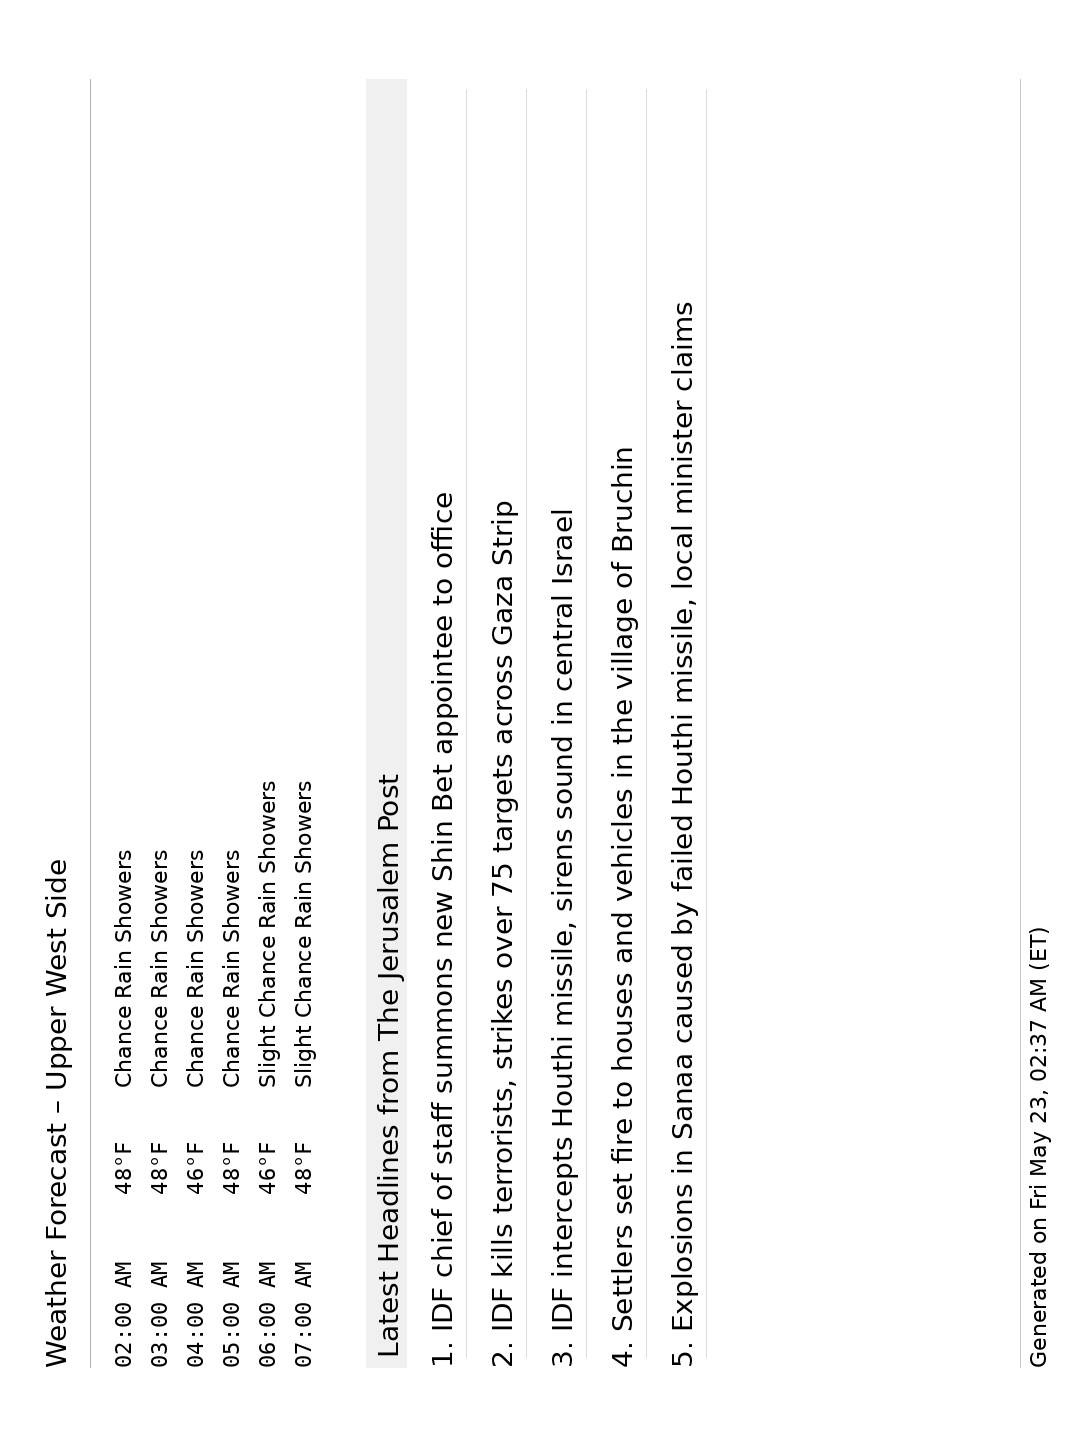 Weather Forecast – Upper West Side
02:00 AM 48°F Chance Rain Showers
03:00 AM 48°F Chance Rain Showers
04:00 AM 46°F Chance Rain Showers
05:00 AM 48°F Chance Rain Showers
06:00 AM 46°F Slight Chance Rain Showers
07:00 AM 48°F Slight Chance Rain Showers
Latest Headlines from The Jerusalem Post
1. IDF chief of staff summons new Shin Bet appointee to office
2. IDF kills terrorists, strikes over 75 targets across Gaza Strip
3. IDF intercepts Houthi missile, sirens sound in central Israel
4. Settlers set fire to houses and vehicles in the village of Bruchin
5. Explosions in Sanaa caused by failed Houthi missile, local minister claims
Generated on Fri May 23, 02:37 AM (ET)